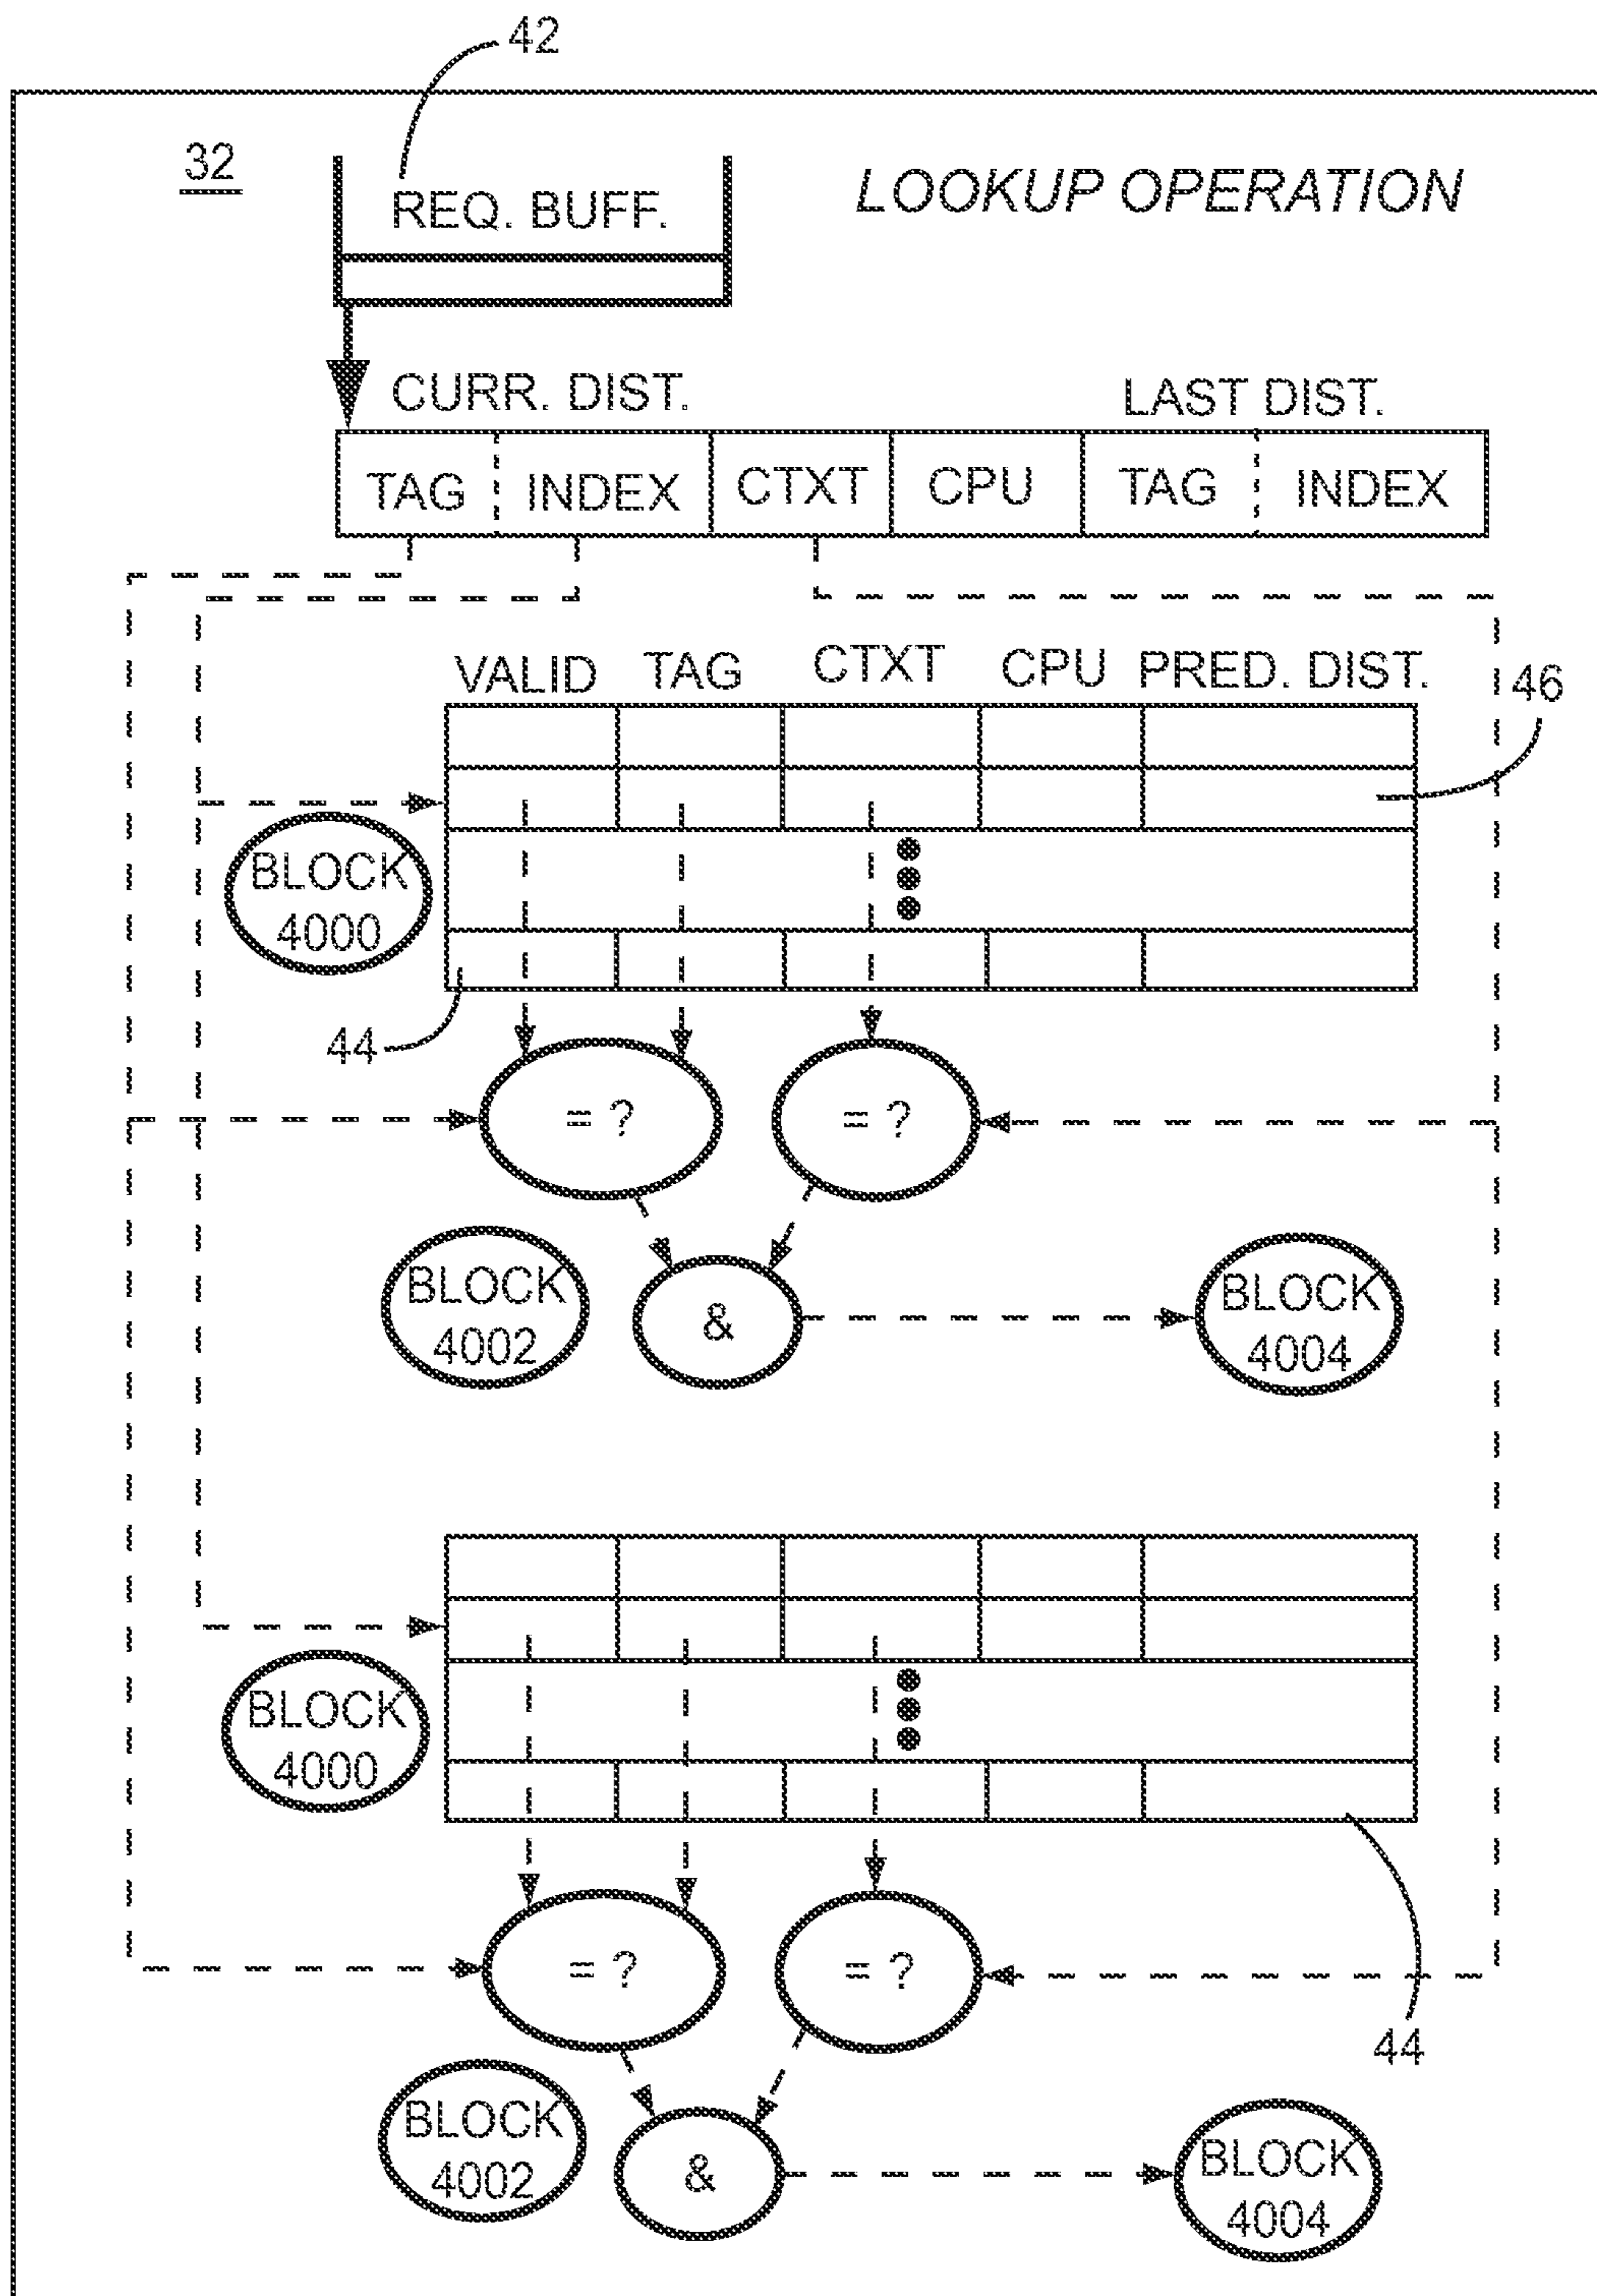 42
32
REQ. BUFF.
LOOKUP OPERATION
CURR. DIST.
LAST DIST.
TAG INDEX CTXT CPU TAG INDEX
VALID TAG CTXT CPU PRED. DIST.
46
BLOCK
4000
44
= ?
= ?
BLOCK
4002
&
BLOCK
4004
BLOCK
4000
= ?
= ?
44
BLOCK
4002
&
BLOCK
4004